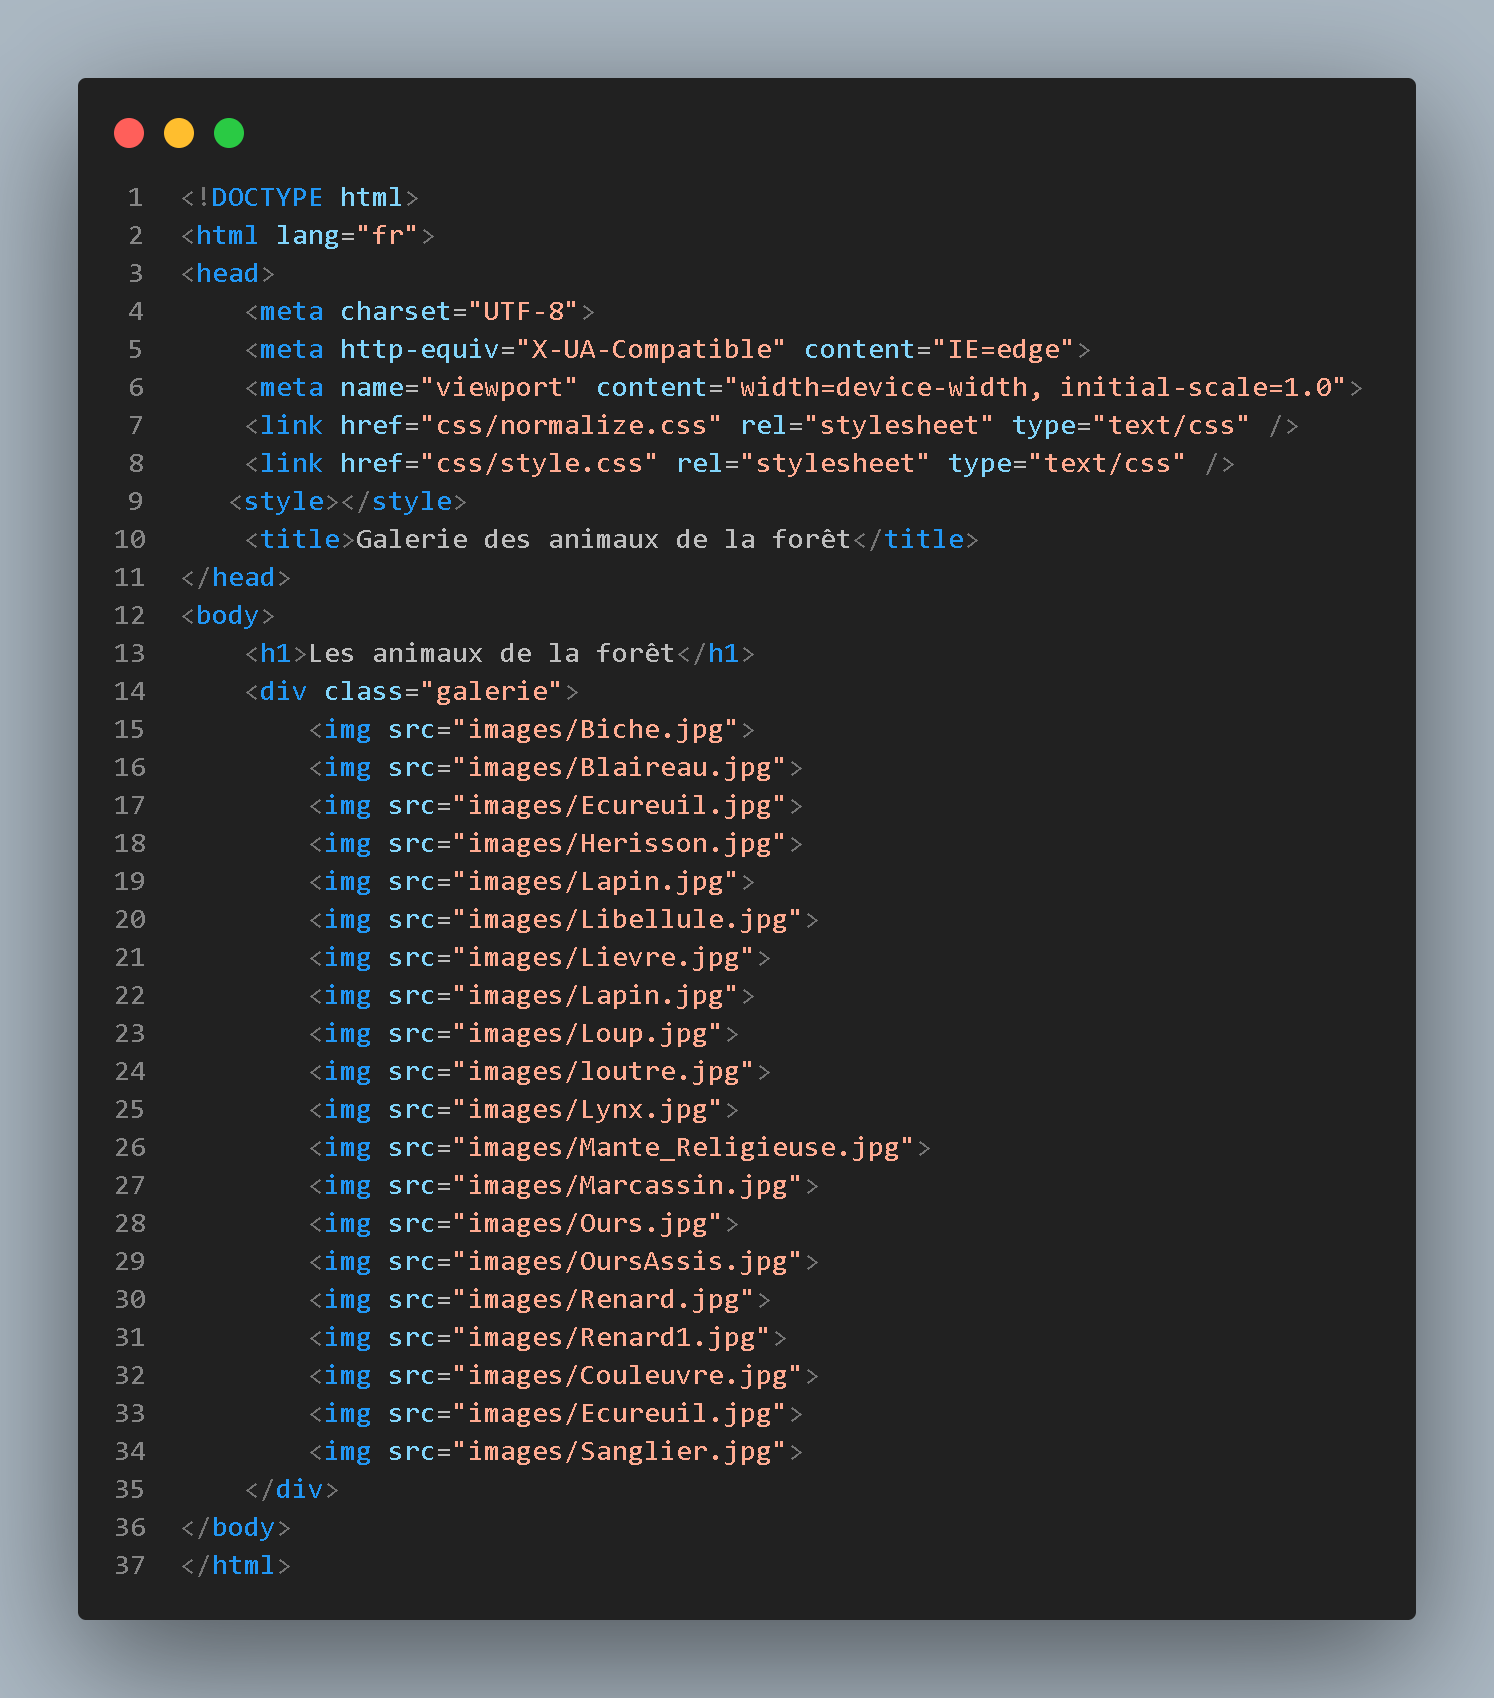 1 <!DOCTYPE html>
2 <html lang="fr">
3 <head>
4     <meta charset="UTF-8">
5     <meta http-equiv="X-UA-Compatible" content="IE=edge">
6     <meta name="viewport" content="width=device-width, initial-scale=1.0">
7     <link href="css/normalize.css" rel="stylesheet" type="text/css" />
8     <link href="css/style.css" rel="stylesheet" type="text/css" />
9    <style></style>
10     <title>Galerie des animaux de la forêt</title>
11 </head>
12 <body>
13     <h1>Les animaux de la forêt</h1>
14     <div class="galerie">
15         <img src="images/Biche.jpg">
16         <img src="images/Blaireau.jpg">
17         <img src="images/Ecureuil.jpg">
18         <img src="images/Herisson.jpg">
19         <img src="images/Lapin.jpg">
20         <img src="images/Libellule.jpg">
21         <img src="images/Lievre.jpg">
22         <img src="images/Lapin.jpg">
23         <img src="images/Loup.jpg">
24         <img src="images/loutre.jpg">
25         <img src="images/Lynx.jpg">
26         <img src="images/Mante_Religieuse.jpg">
27         <img src="images/Marcassin.jpg">
28         <img src="images/Ours.jpg">
29         <img src="images/OursAssis.jpg">
30         <img src="images/Renard.jpg">
31         <img src="images/Renard1.jpg">
32         <img src="images/Couleuvre.jpg">
33         <img src="images/Ecureuil.jpg">
34         <img src="images/Sanglier.jpg">
35     </div>
36 </body>
37 </html>